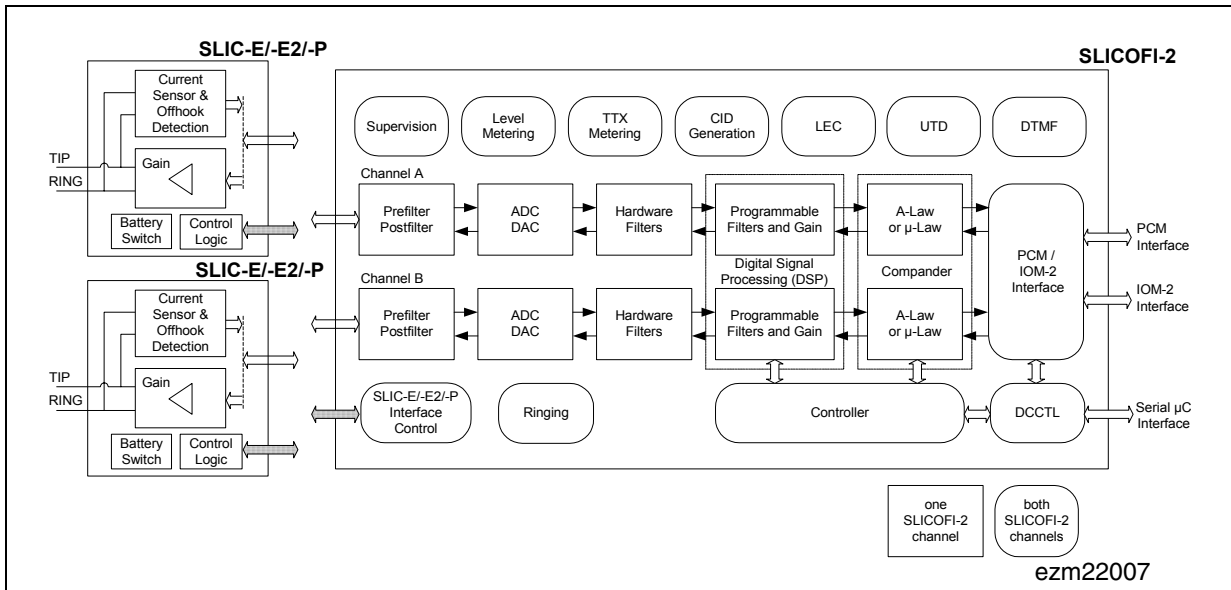 SLIC-E/-E2/-P
Current
Sensor &
Offhook
Detection
TIP
RING
Gain
Battery
Switch
Control
Logic
SLIC-E/-E2/-P
Current
Sensor &
Offhook
Detection
TIP
RING
Gain
Battery
Switch
Control
Logic
SLICOFI-2
Supervision
Level
Metering
TTX
Metering
CID
Generation
LEC
UTD
DTMF
Channel A
Prefilter
Postfilter
ADC
DAC
Hardware
Filters
Programmable
Filters and Gain
A-Law
or µ-Law
Digital Signal
Processing (DSP)
Compander
Channel B
Prefilter
Postfilter
ADC
DAC
Hardware
Filters
Programmable
Filters and Gain
A-Law
or µ-Law
PCM /
IOM-2
Interface
PCM
Interface
IOM-2
Interface
SLIC-E/-E2/-P
Interface
Control
Ringing
Controller
DCCTL
Serial µC
Interface
one
SLICOFI-2
channel
both
SLICOFI-2
channels
ezm22007